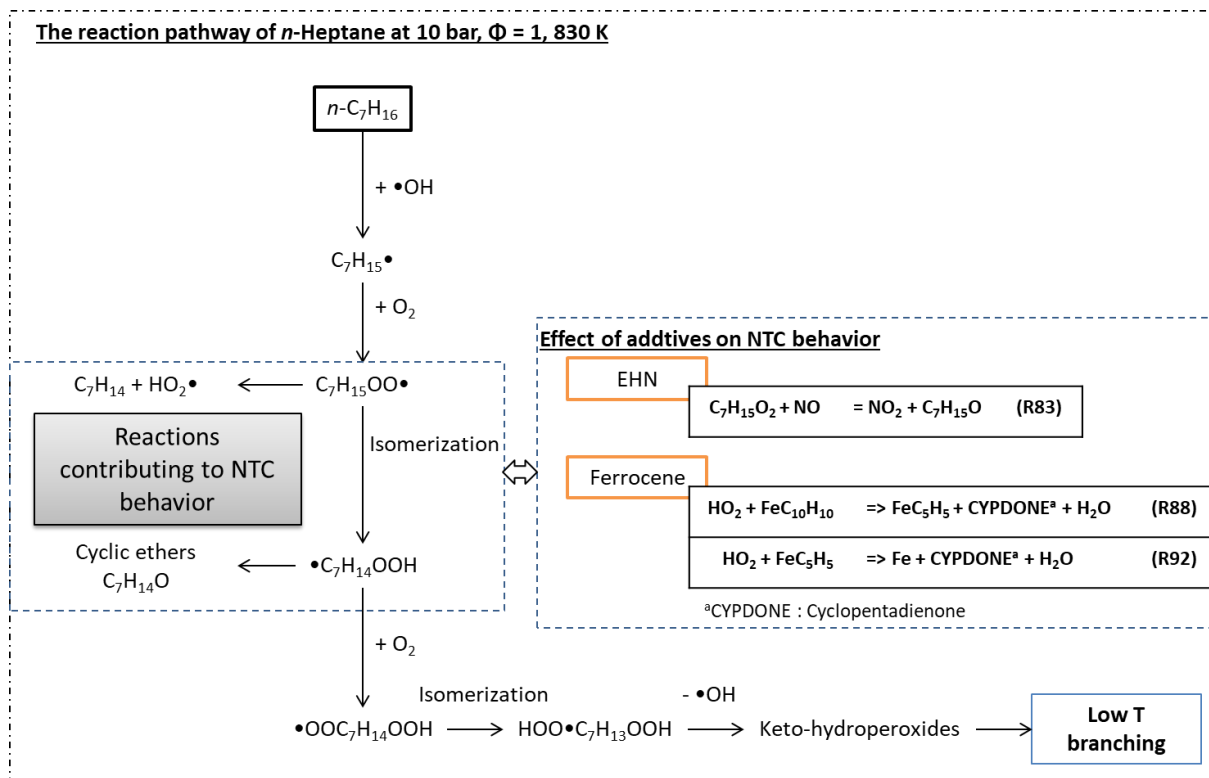 The reaction pathway of n-Heptane at 10 bar, Φ = 1, 830 K
n-C₇H₁₆
+ •OH
C₇H₁₅•
+ O₂
C₇H₁₄ + HO₂•
C₇H₁₅OO•
Isomerization
Reactions
contributing to NTC
behavior
Cyclic ethers
C₇H₁₄O
•C₇H₁₄OOH
Effect of addtives on NTC behavior
EHN
C₇H₁₅O₂ + NO = NO₂ + C₇H₁₅O (R83)
Ferrocene
HO₂ + FeC₁₀H₁₀ => FeC₅H₅ + CYPDONEᵃ + H₂O (R88)
HO₂ + FeC₅H₅ => Fe + CYPDONEᵃ + H₂O (R92)
ᵃCYPDONE : Cyclopentadienone
+ O₂
Isomerization
- •OH
•OOC₇H₁₄OOH
HOO•C₇H₁₃OOH
Keto-hydroperoxides
Low T
branching